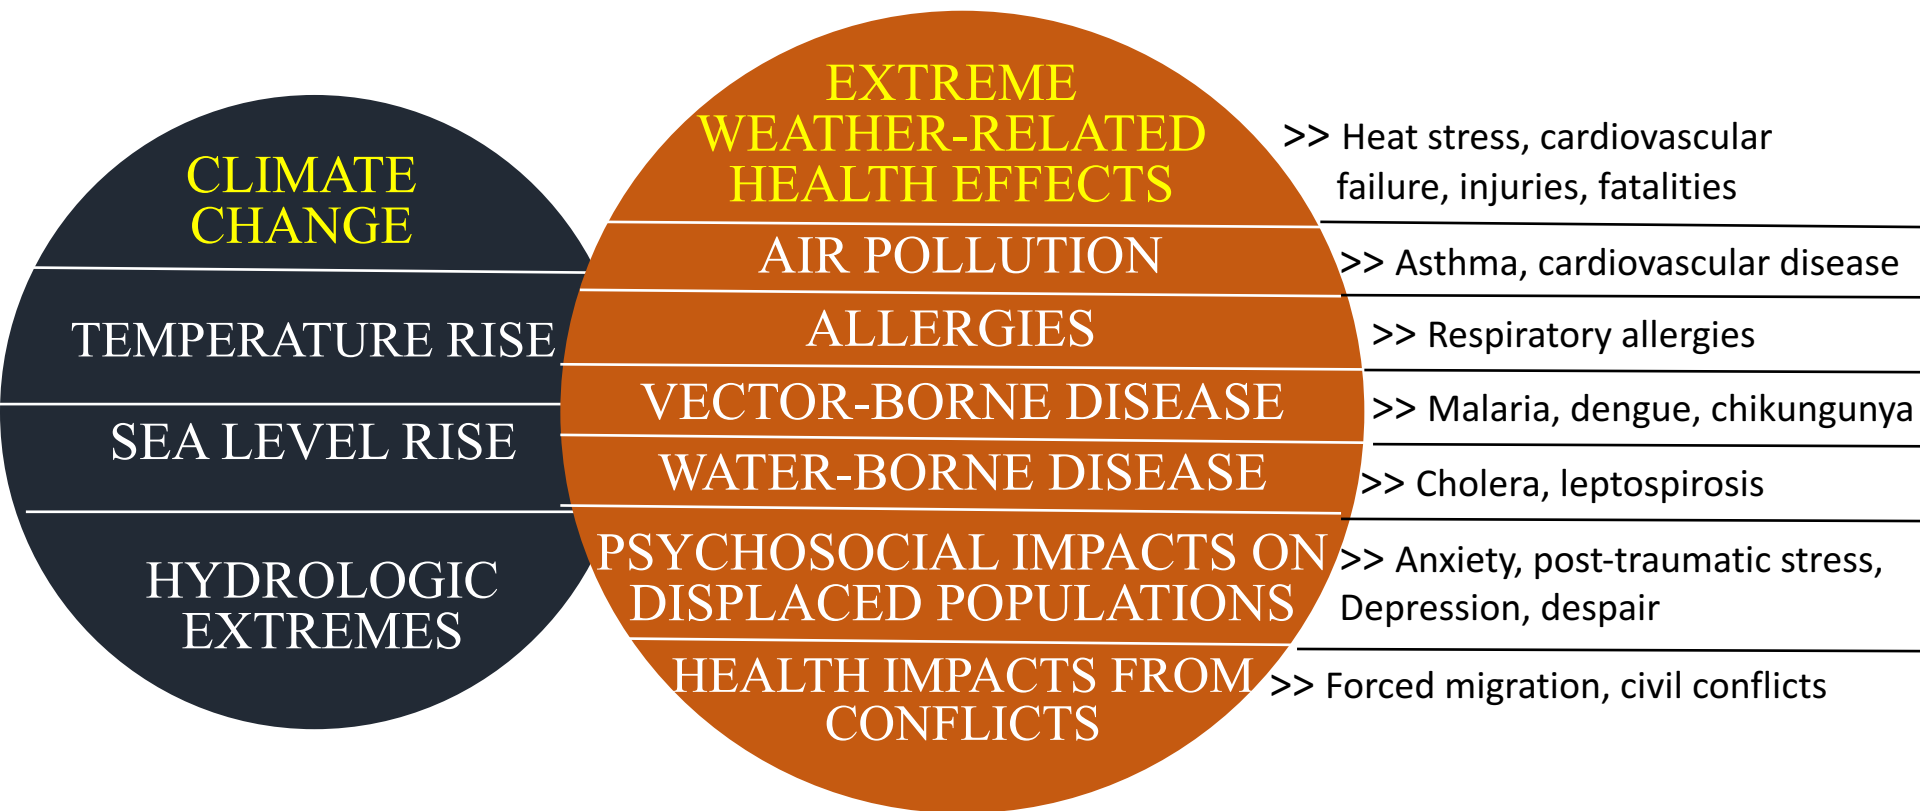 CLIMATE
CHANGE
TEMPERATURE RISE
SEA LEVEL RISE
HYDROLOGIC
EXTREMES
EXTREME
WEATHER-RELATED
HEALTH EFFECTS
>> Heat stress, cardiovascular
failure, injuries, fatalities
AIR POLLUTION
>> Asthma, cardiovascular disease
ALLERGIES
>> Respiratory allergies
VECTOR-BORNE DISEASE
>> Malaria, dengue, chikungunya
WATER-BORNE DISEASE
>> Cholera, leptospirosis
PSYCHOSOCIAL IMPACTS ON
DISPLACED POPULATIONS
>> Anxiety, post-traumatic stress,
Depression, despair
HEALTH IMPACTS FROM
CONFLICTS
>> Forced migration, civil conflicts